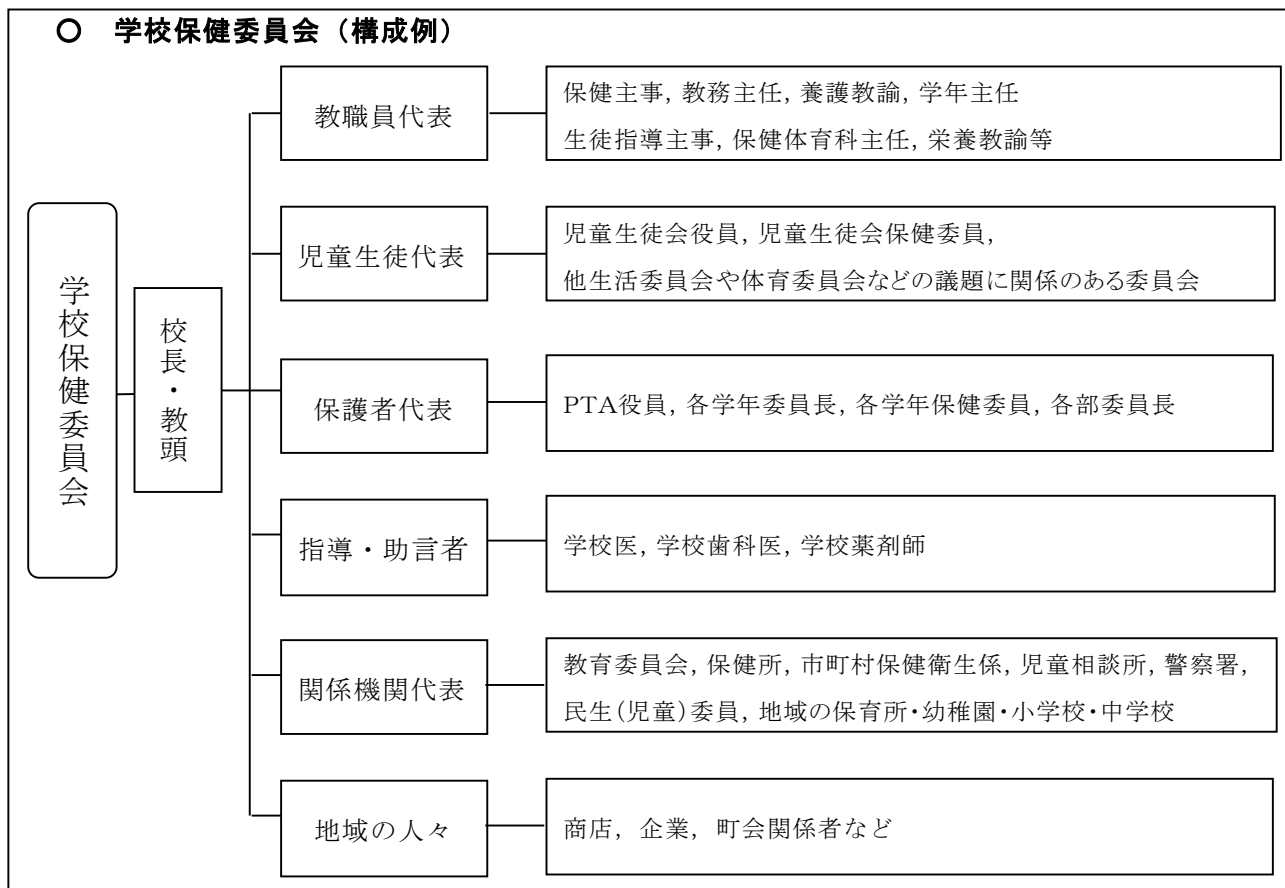 ○ 学校保健委員会（構成例）
学校保健委員会
校長・教頭
教職員代表
保健主事, 教務主任, 養護教諭, 学年主任
生徒指導主事, 保健体育科主任, 栄養教諭等
児童生徒代表
児童生徒会役員, 児童生徒会保健委員,
他生活委員会や体育委員会などの議題に関係のある委員会
保護者代表
PTA役員, 各学年委員長, 各学年保健委員, 各部委員長
指導・助言者
学校医, 学校歯科医, 学校薬剤師
関係機関代表
教育委員会, 保健所, 市町村保健衛生係, 児童相談所, 警察署,
民生(児童)委員, 地域の保育所・幼稚園・小学校・中学校
地域の人々
商店, 企業, 町会関係者など